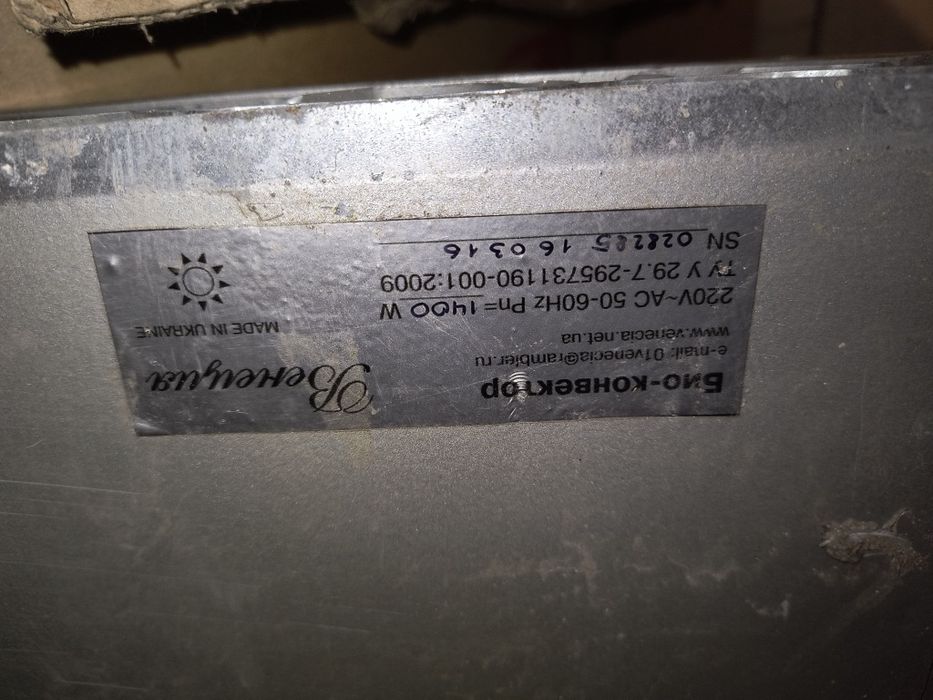 Био-конвектор
e-mail: 01venecia@rambler.ru
www.venecia.net.ua
220V~AC 50-60Hz Pn=1400 W
ТУ У 29.7-295731190-001:2009
SN 028285 16 03 16
Венеция
MADE IN UKRAINE